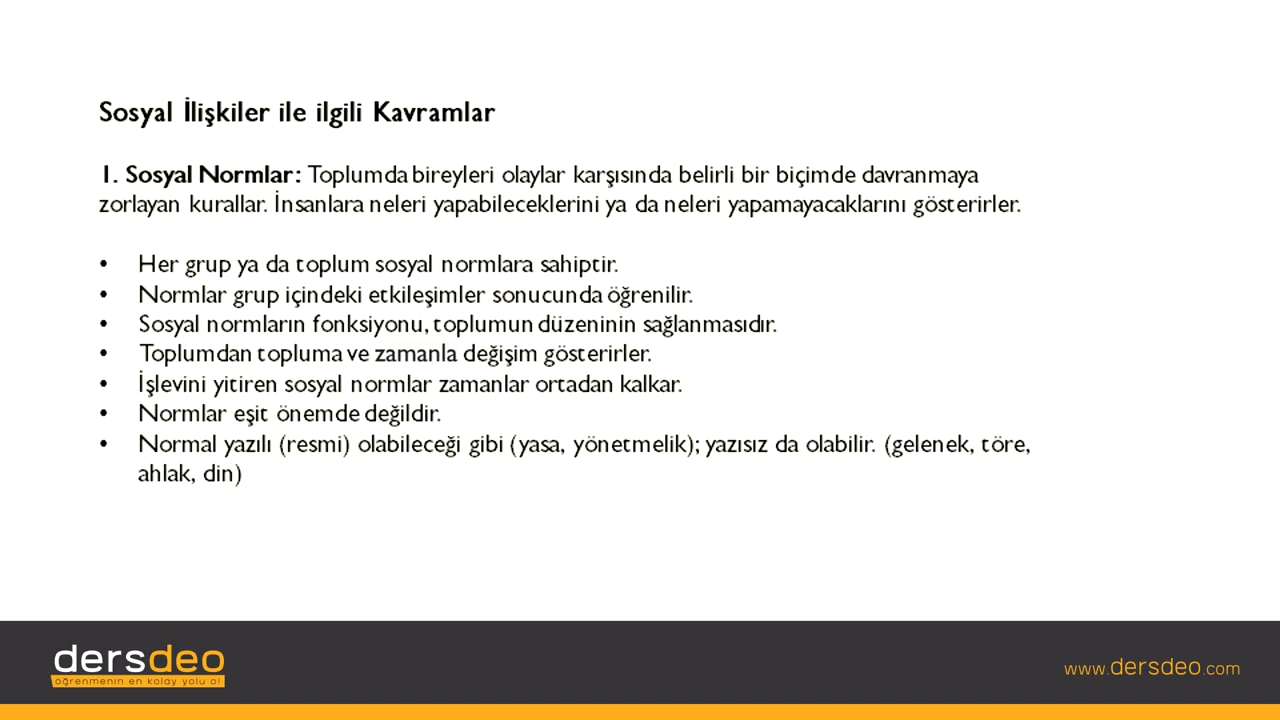 Sosyal İlişkiler ile ilgili Kavramlar
1. Sosyal Normlar: Toplumda bireyleri olaylar karşısında belirli bir biçimde davranmaya
zorlayan kurallar. İnsanlara neleri yapabileceklerini ya da neleri yapamayacaklarını gösterirler.
• Her grup ya da toplum sosyal normlara sahiptir.
• Normlar grup içindeki etkileşimler sonucunda öğrenilir.
• Sosyal normların fonksiyonu, toplumun düzeninin sağlanmasıdır.
• Toplumdan topluma ve zamanla değişim gösterirler.
• İşlevini yitiren sosyal normlar zamanlar ortadan kalkar.
• Normlar eşit önemde değildir.
• Normal yazılı (resmi) olabileceği gibi (yasa, yönetmelik); yazısız da olabilir. (gelenek, töre,
ahlak, din)
dersdeo
öğrenmenin en kolay yolu o!
www.dersdeo.com